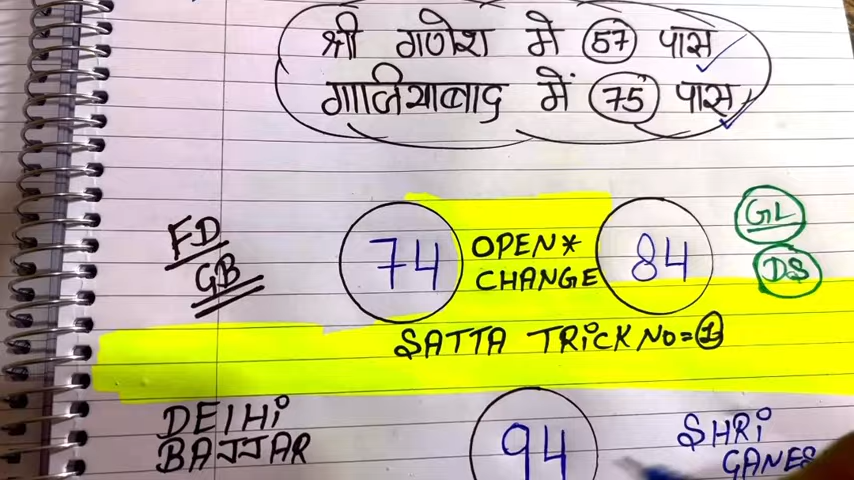 श्री गणेश मे 57 पास
गाजियाबाद में 75 पास
FD
GB
74 OPEN* CHANGE 84
GL
DS
SATTA TRICK NO=1
DELHI BAJJAR
94
SHRI